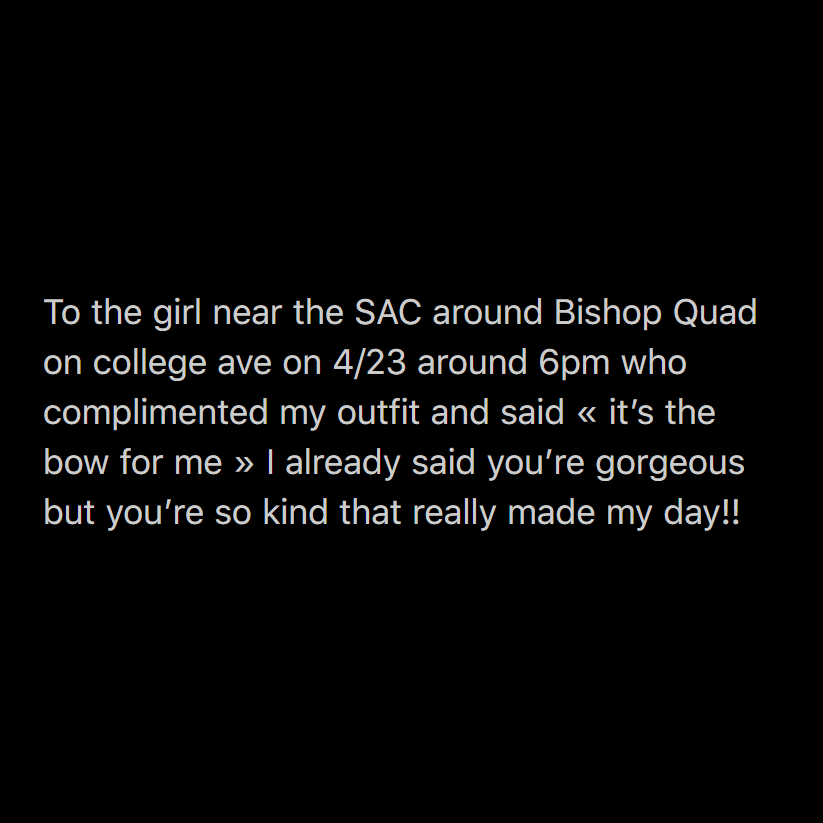 To the girl near the SAC around Bishop Quad
on college ave on 4/23 around 6pm who
complimented my outfit and said « it’s the
bow for me » I already said you’re gorgeous
but you’re so kind that really made my day!!